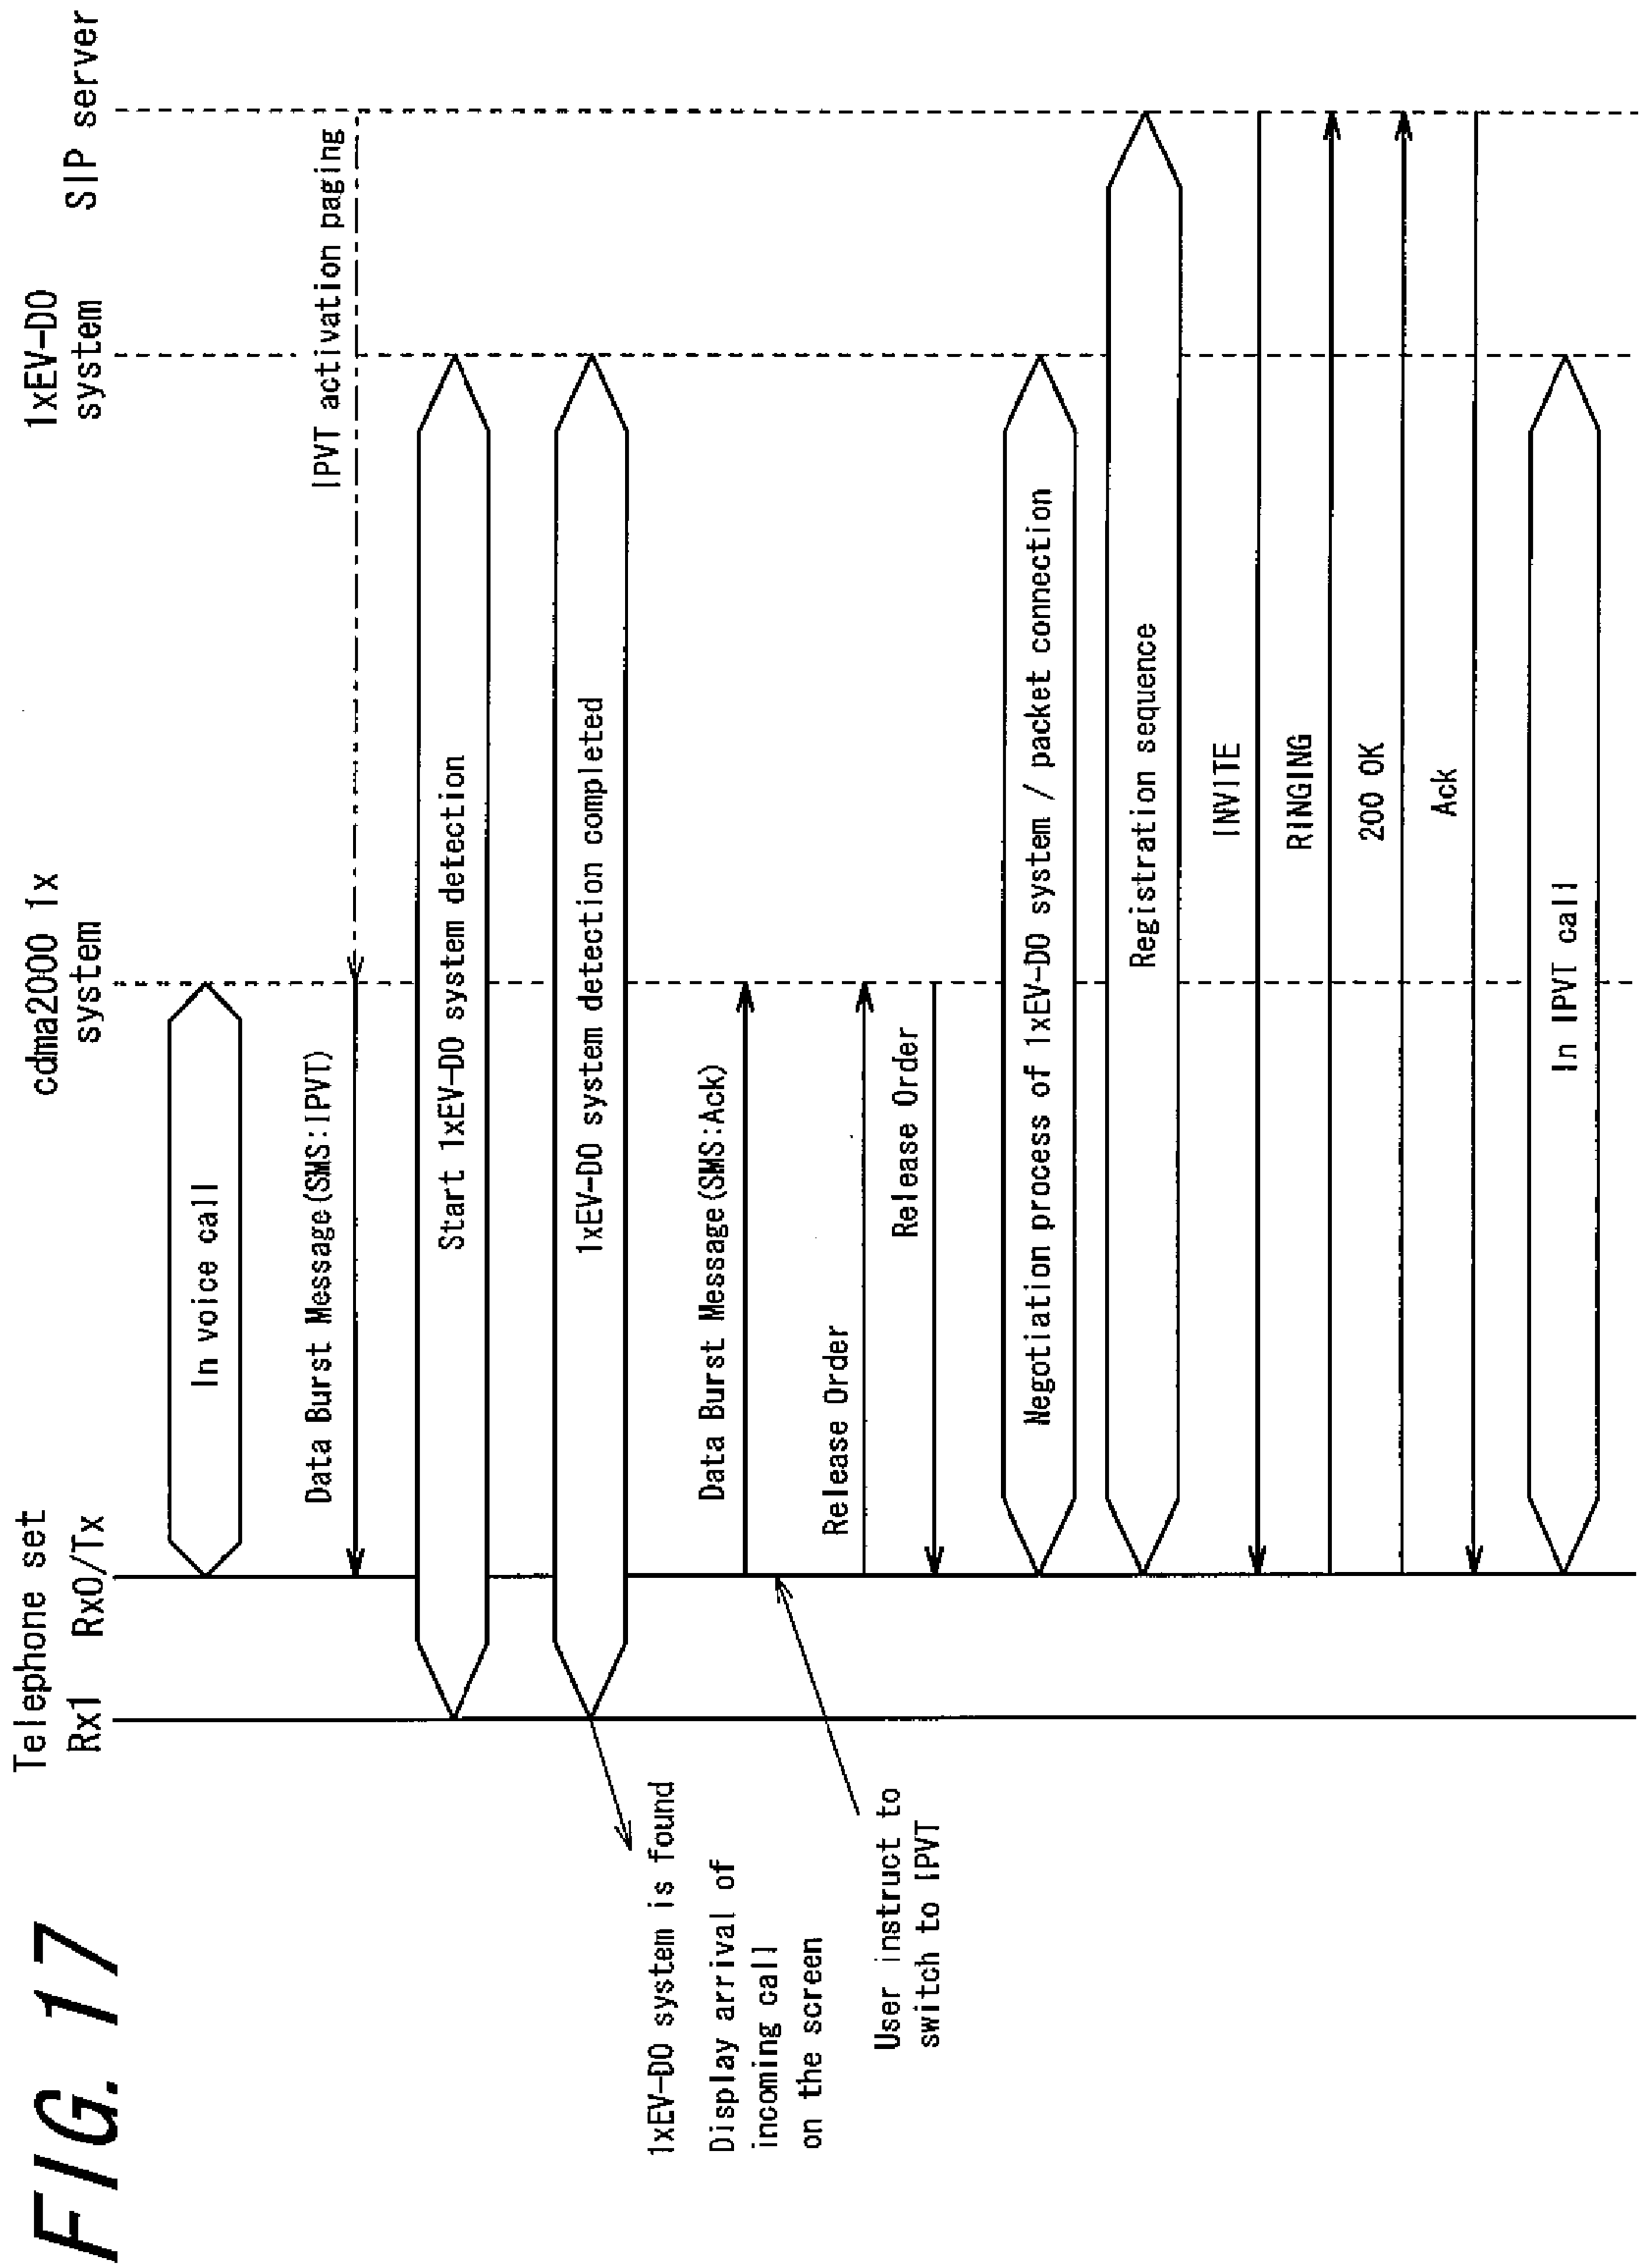 FIG. 17
Telephone set
Rx1
Rx0/Tx
cdma2000 1x
system
1xEV-DO
system
SIP server
In voice call
IPVT activation paging
Data Burst Message(SMS:IPVT)
Start 1xEV-DO system detection
1xEV-DO system detection completed
1xEV-DO system is found
Display arrival of
incoming call
on the screen
Data Burst Message(SMS:Ack)
User instruct to
switch to IPVT
Release Order
Release Order
Negotiation process of 1xEV-DO system / packet connection
Registration sequence
INVITE
RINGING
200 OK
Ack
In IPVT call